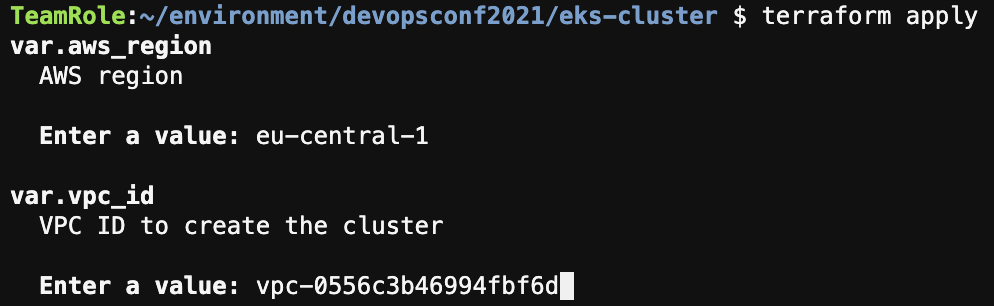 TeamRole:~/environment/devopsconf2021/eks-cluster $ terraform apply
var.aws_region
AWS region
Enter a value: eu-central-1
var.vpc_id
VPC ID to create the cluster
Enter a value: vpc-0556c3b46994fbf6d